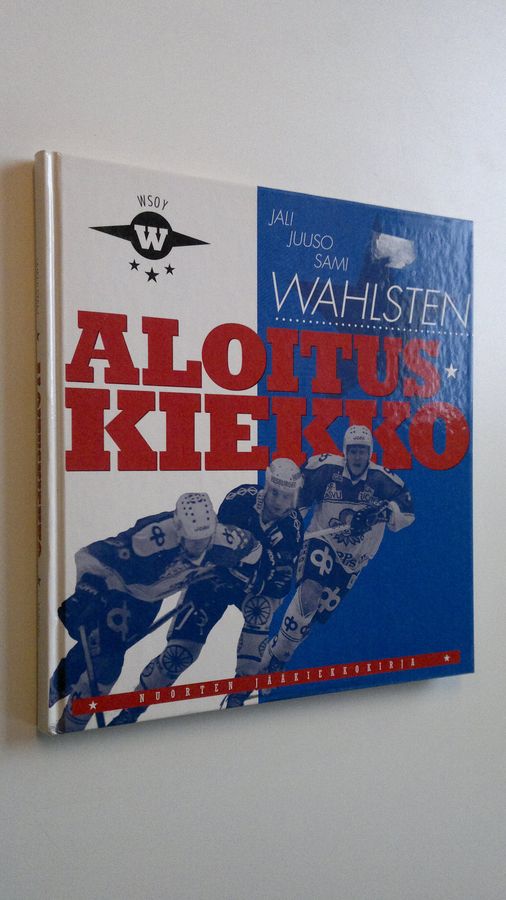 WSOY
W
JALI
JUUSO
SAMI
WAHLSTEN
ALOITUS
KIEKKO
NUORTEN JÄÄKIEKKOKIRJA